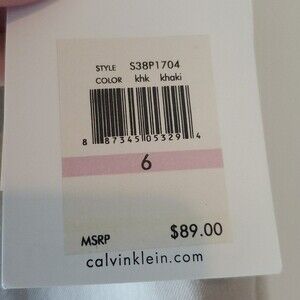 STYLE S38P1704
COLOR khk khaki
8 87345 05329 4
6
MSRP $89.00
calvinklein.com